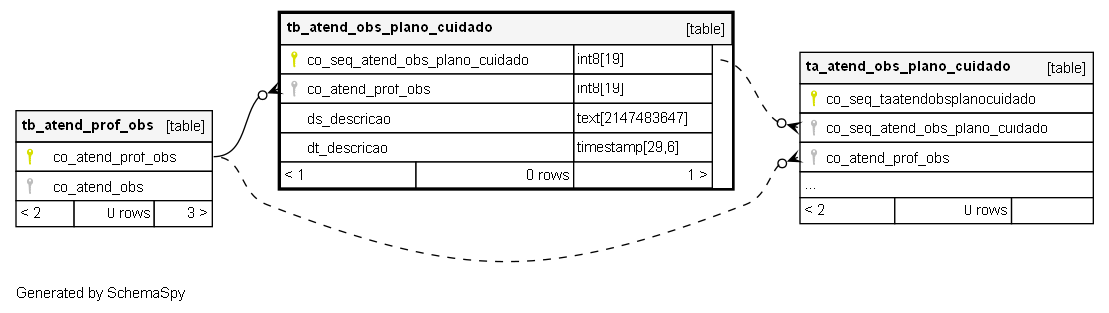 tb_atend_obs_plano_cuidado [table]
co_seq_atend_obs_plano_cuidado int8[19]
co_atend_prof_obs int8[19]
ds_descricao text[2147483647]
dt_descricao timestamp[29,6]
< 1 0 rows 1 >
tb_atend_prof_obs [table]
co_atend_prof_obs
co_atend_obs
< 2 0 rows 3 >
ta_atend_obs_plano_cuidado [table]
co_seq_taatendobsplanocuidado
co_seq_atend_obs_plano_cuidado
co_atend_prof_obs
...
< 2 0 rows
Generated by SchemaSpy